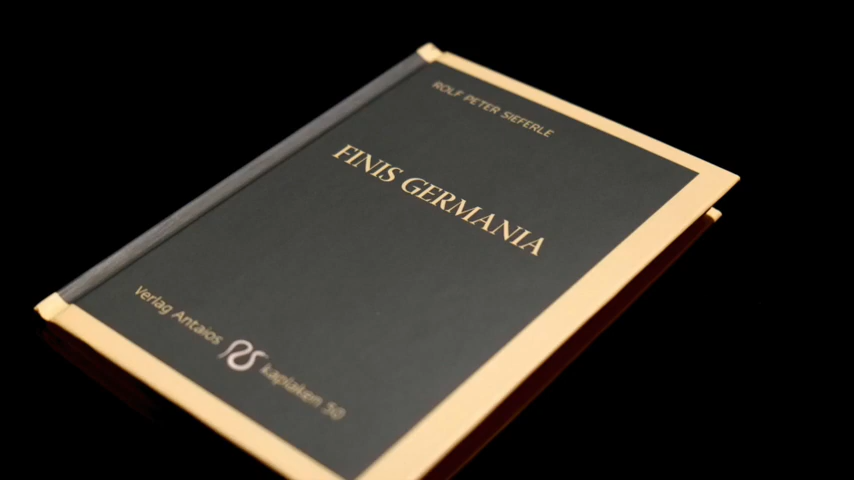 ROLF PETER SIEFERLE
FINIS GERMANIA
Verlag Antaios kaplaken 50